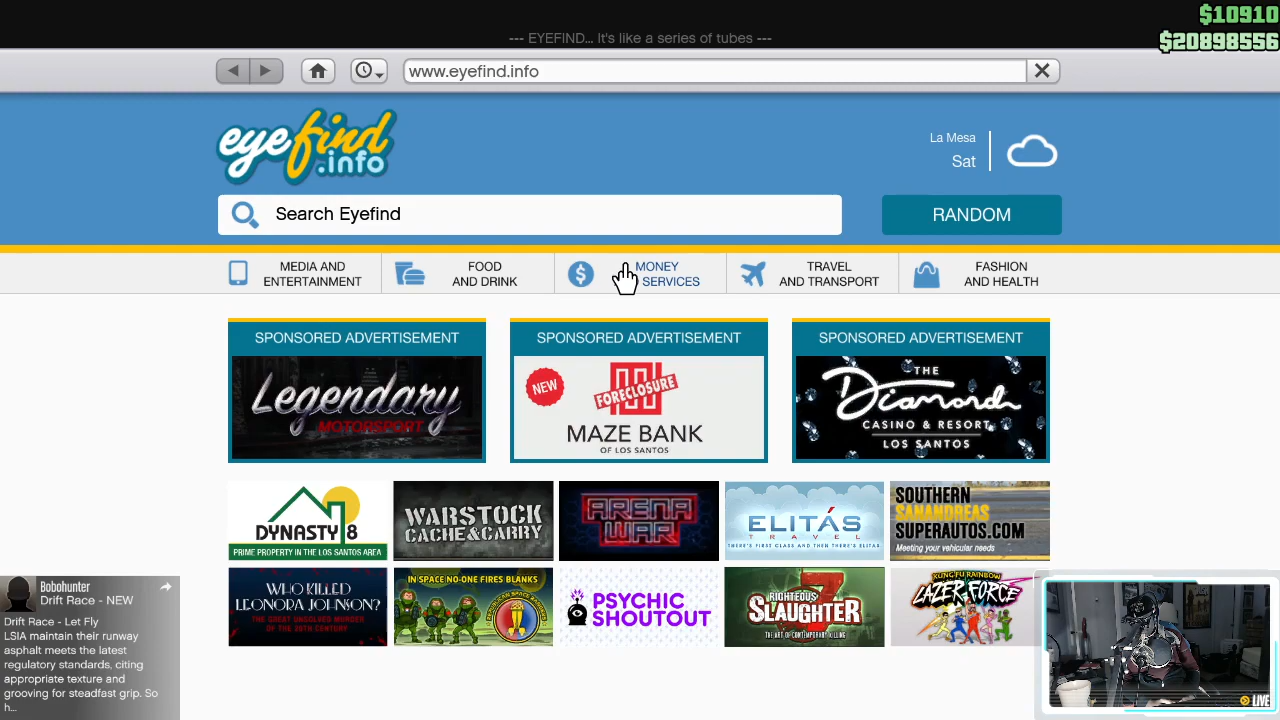 $10910
--- EYEFIND... It's like a series of tubes ---
$20898556
www.eyefind.info
eyefind
.info
La Mesa
Sat
Search Eyefind
RANDOM
MEDIA AND
ENTERTAINMENT
FOOD
AND DRINK
MONEY
SERVICES
TRAVEL
AND TRANSPORT
FASHION
AND HEALTH
SPONSORED ADVERTISEMENT
Legendary
MOTORSPORT
SPONSORED ADVERTISEMENT
NEW
FORECLOSURE
MAZE BANK
OF LOS SANTOS
SPONSORED ADVERTISEMENT
THE
Diamond
CASINO & RESORT
LOS SANTOS
DYNASTY 8
PRIME PROPERTY IN THE LOS SANTOS AREA
WARSTOCK
CACHE & CARRY
ARENA
WAR
ELITÁS
TRAVEL
THERE'S FIRST CLASS AND THEN THERE'S ELITÁS
SOUTHERN
SANANDREAS
SUPERAUTOS.COM
Meeting your vehicular needs
WHO KILLED
LEONORA JOHNSON?
THE GREAT UNSOLVED MURDER
OF THE 20TH CENTURY
IN SPACE NO-ONE FIRES BLANKS
PSYCHIC
SHOUTOUT
RIGHTEOUS
SLAUGHTER
7
THE ART OF CONTEMPORARY KILLING
KUNG FU RAINBOW
LAZER FORCE
Bobohunter
Drift Race - NEW
Drift Race - Let Fly
LSIA maintain their runway
asphalt meets the latest
regulatory standards, citing
appropriate texture and
grooving for steadfast grip. So
h...
LIVE